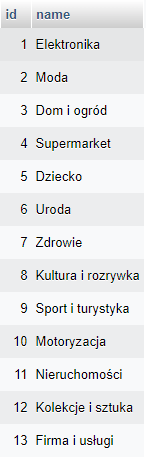 id name
1 Elektronika
2 Moda
3 Dom i ogród
4 Supermarket
5 Dziecko
6 Uroda
7 Zdrowie
8 Kultura i rozrywka
9 Sport i turystyka
10 Motoryzacja
11 Nieruchomości
12 Kolekcje i sztuka
13 Firma i usługi